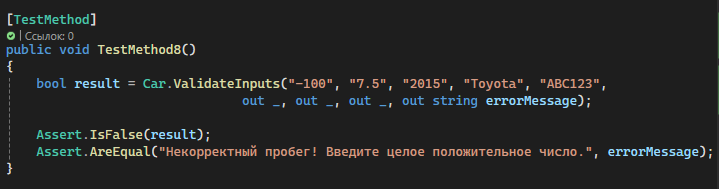 [TestMethod]
| Ссылок: 0
public void TestMethod8()
{
bool result = Car.ValidateInputs("-100", "7.5", "2015", "Toyota", "ABC123",
out _, out _, out _, out string errorMessage);
Assert.IsFalse(result);
Assert.AreEqual("Некорректный пробег! Введите целое положительное число.", errorMessage);
}